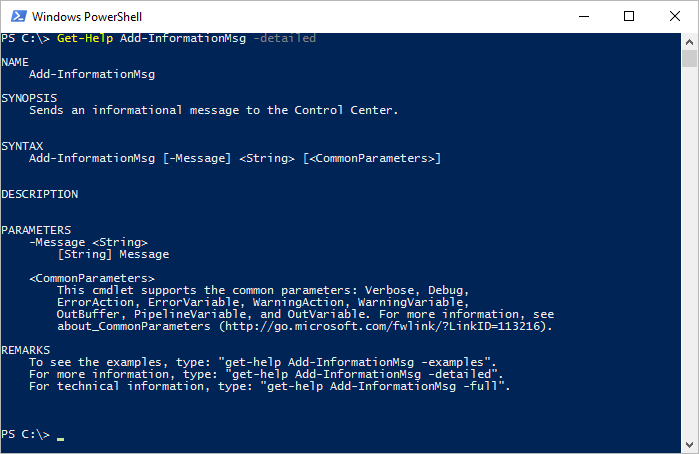 Windows PowerShell
PS C:\> Get-Help Add-InformationMsg -detailed
NAME
Add-InformationMsg
SYNOPSIS
Sends an informational message to the Control Center.
SYNTAX
Add-InformationMsg [-Message] <String> [<CommonParameters>]
DESCRIPTION
PARAMETERS
-Message <String>
[String] Message
<CommonParameters>
This cmdlet supports the common parameters: Verbose, Debug,
ErrorAction, ErrorVariable, WarningAction, WarningVariable,
OutBuffer, PipelineVariable, and OutVariable. For more information, see
about_CommonParameters (http://go.microsoft.com/fwlink/?LinkID=113216).
REMARKS
To see the examples, type: "get-help Add-InformationMsg -examples".
For more information, type: "get-help Add-InformationMsg -detailed".
For technical information, type: "get-help Add-InformationMsg -full".
PS C:\> _